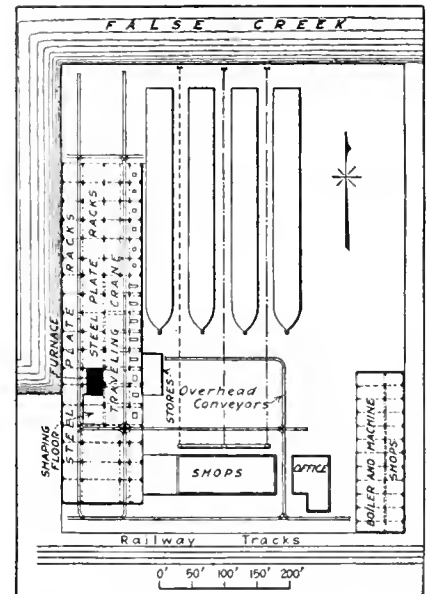 FALSE CREEK
STEEL PLATE RACKS
STEEL PLATE RACKS
TRAVELING CRANE
FURNACE
SHAPING
FLOOR
STORES
Overhead
Conveyors
SHOPS
OFFICE
BOILER AND MACHINE
SHOPS
Railway Tracks
0' 50' 100' 150' 200'